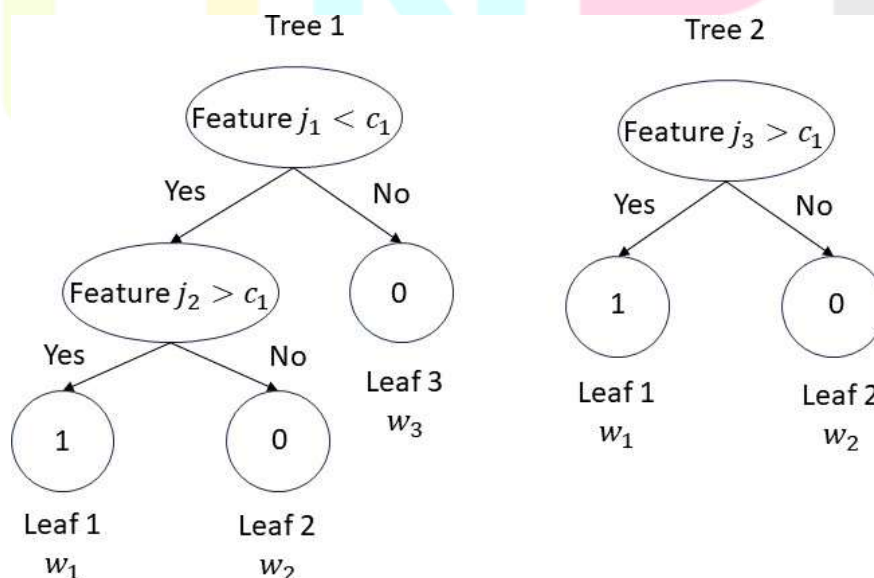 Tree 1
Feature j₁ < c₁
Yes
No
Feature j₂ > c₁
0
Yes
No
Leaf 3
w₃
1
0
Leaf 1
w₁
Leaf 2
w₂
Tree 2
Feature j₃ > c₁
Yes
No
1
0
Leaf 1
w₁
Leaf 2
w₂